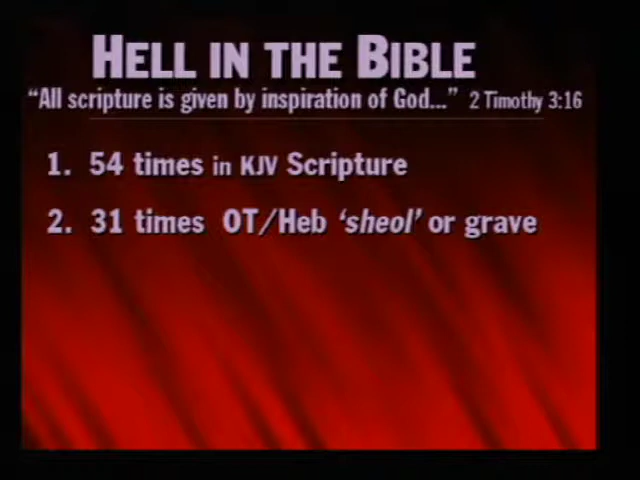 HELL IN THE BIBLE
“All scripture is given by inspiration of God...” 2 Timothy 3:16
1. 54 times in KJV Scripture
2. 31 times OT/Heb ‘sheol’ or grave